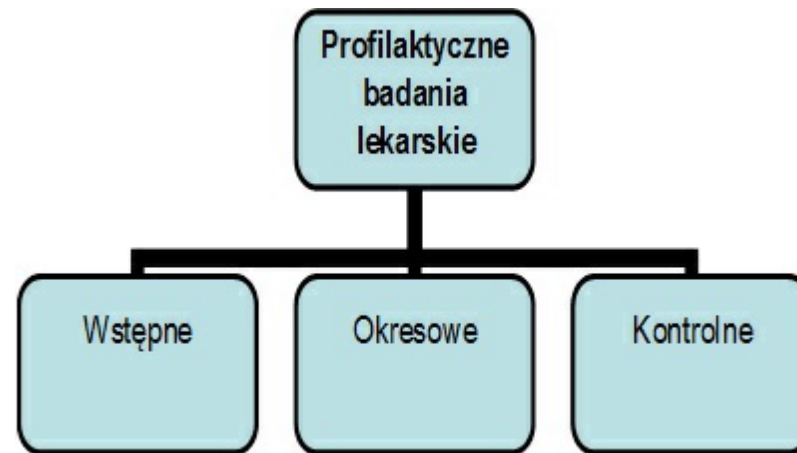 Profilaktyczne
badania
lekarskie
Wstępne
Okresowe
Kontrolne